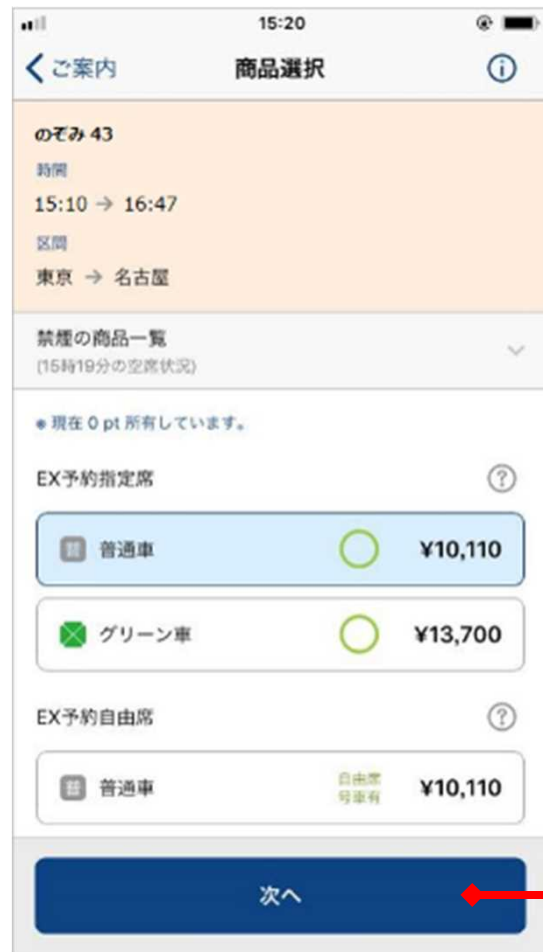 15:20
ご案内
商品選択
のぞみ 43
時間
15:10 → 16:47
区間
東京 → 名古屋
禁煙の商品一覧
(15時19分の空席状況)
現在 0 pt 所有しています。
EX予約指定席
普 普通車 ¥10,110
グリーン車 ¥13,700
EX予約自由席
普 普通車 自由席
号車有 ¥10,110
次へ